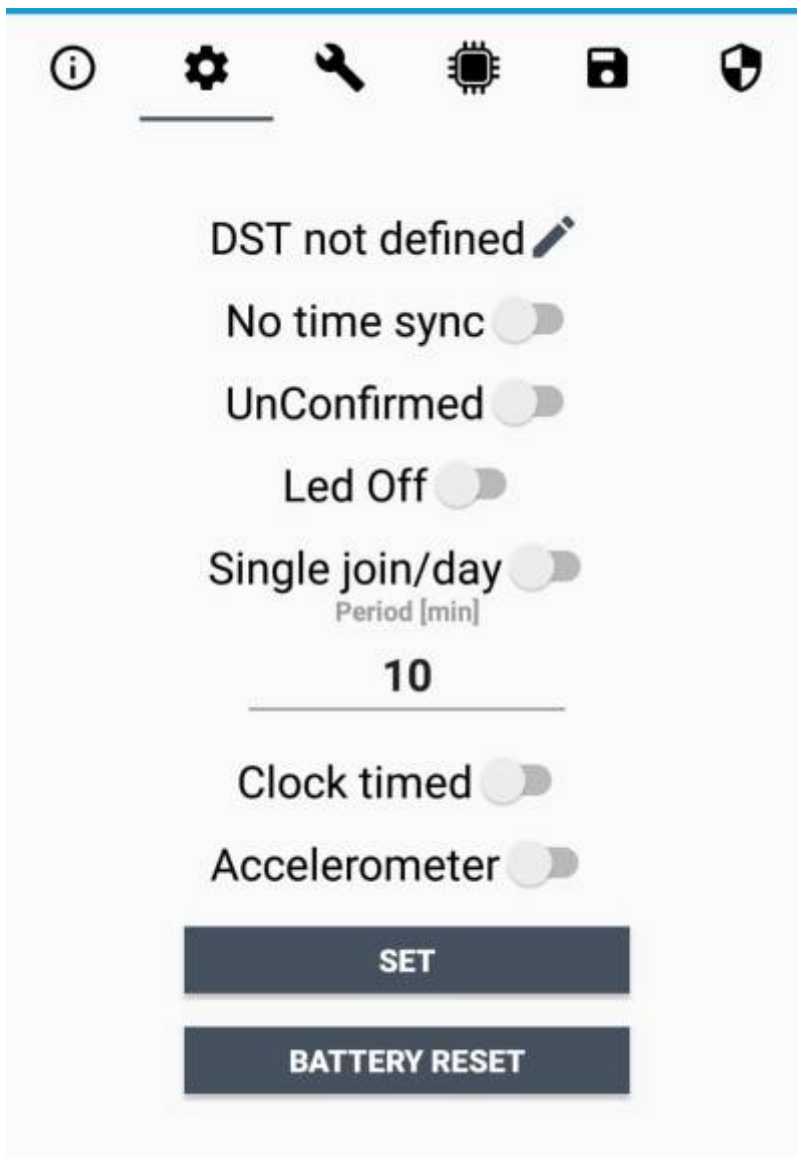 DST not defined
No time sync
UnConfirmed
Led Off
Single join/day
Period [min]
10
Clock timed
Accelerometer
SET
BATTERY RESET